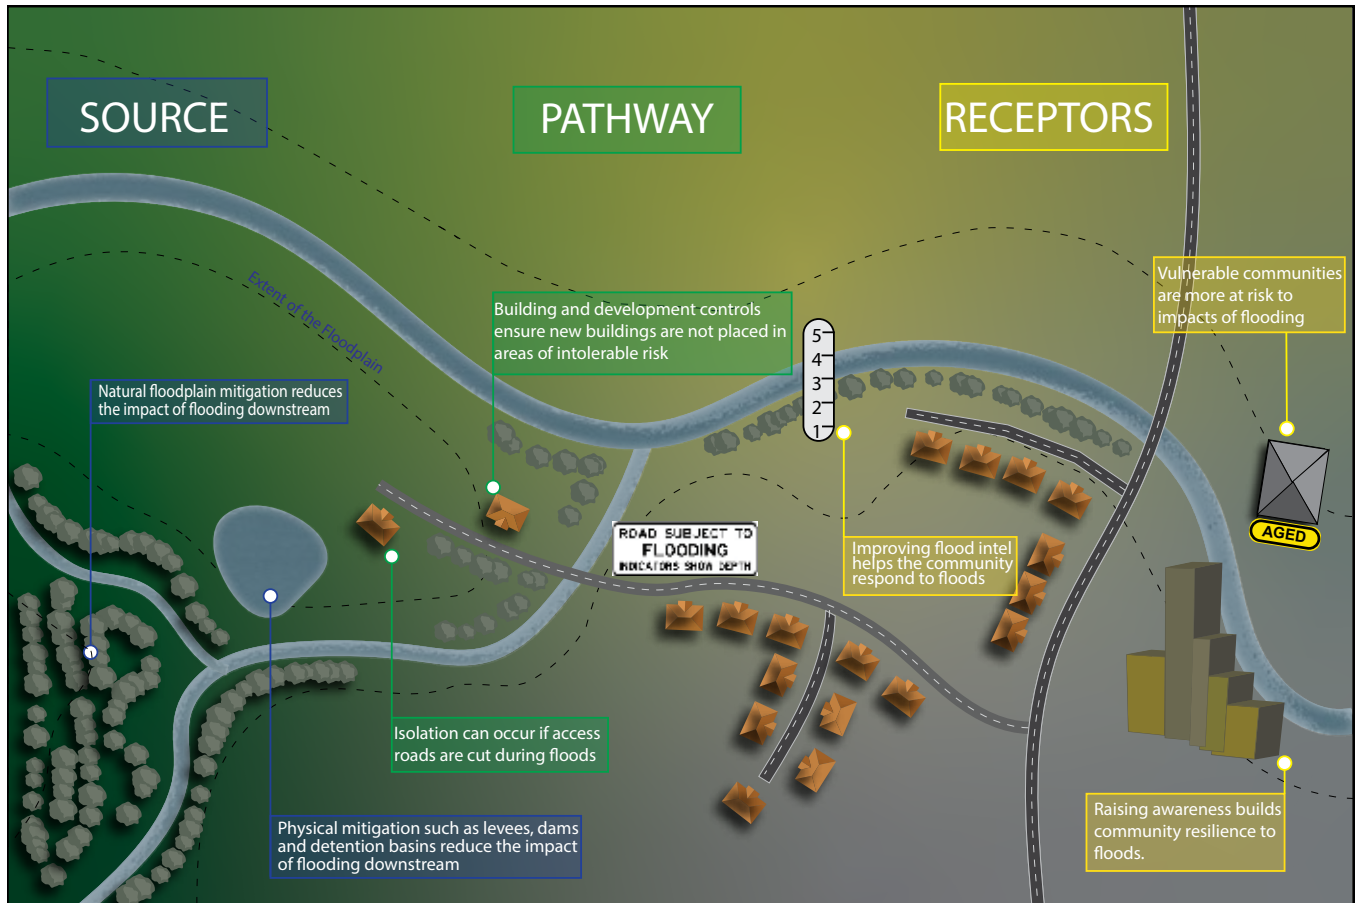 SOURCE
PATHWAY
RECEPTORS
Extent of the Floodplain
Vulnerable communities
are more at risk to
impacts of flooding
Building and development controls
ensure new buildings are not placed in
areas of intolerable risk
5
4
3
2
1
Natural floodplain mitigation reduces
the impact of flooding downstream
AGED
ROAD SUBJECT TO
FLOODING
INDICATORS SHOW DEPTH
Improving flood intel
helps the community
respond to floods
Isolation can occur if access
roads are cut during floods
Physical mitigation such as levees, dams
and detention basins reduce the impact
of flooding downstream
Raising awareness builds
community resilience to
floods.